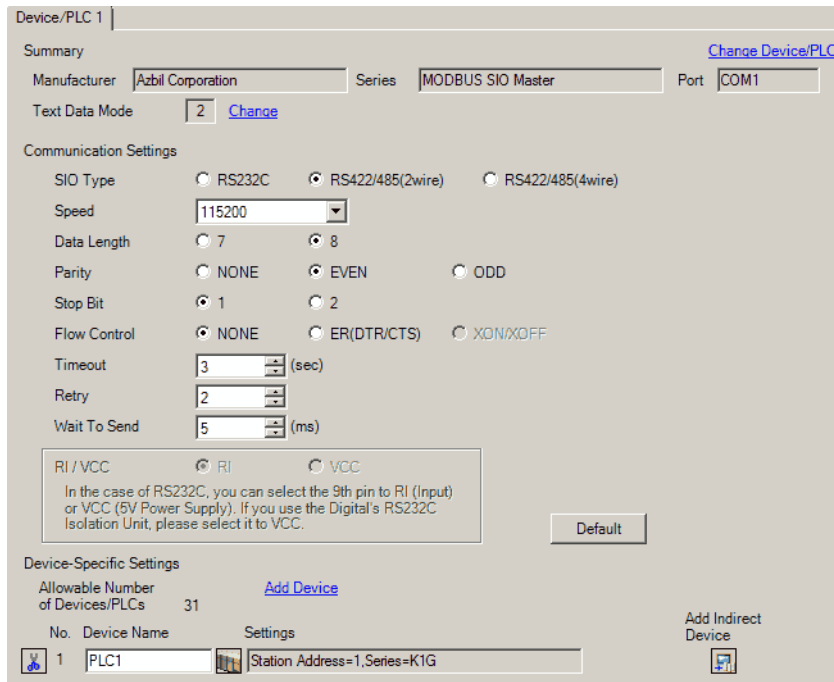 Device/PLC 1
Summary
Change Device/PLC
Manufacturer Azbil Corporation Series MODBUS SIO Master Port COM1
Text Data Mode 2 Change
Communication Settings
SIO Type RS232C RS422/485(2wire) RS422/485(4wire)
Speed 115200
Data Length 7 8
Parity NONE EVEN ODD
Stop Bit 1 2
Flow Control NONE ER(DTR/CTS) XON/XOFF
Timeout 3 (sec)
Retry 2
Wait To Send 5 (ms)
RI / VCC RI VCC
In the case of RS232C, you can select the 9th pin to RI (Input)
or VCC (5V Power Supply). If you use the Digital's RS232C
Isolation Unit, please select it to VCC.
Default
Device-Specific Settings
Allowable Number
of Devices/PLCs 31
Add Device
Add Indirect
Device
No. Device Name Settings
1 PLC1 Station Address=1,Series=K1G